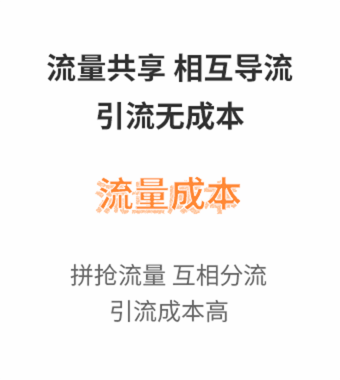 流量共享 相互导流
引流无成本
流量成本
拼抢流量 互相分流
引流成本高